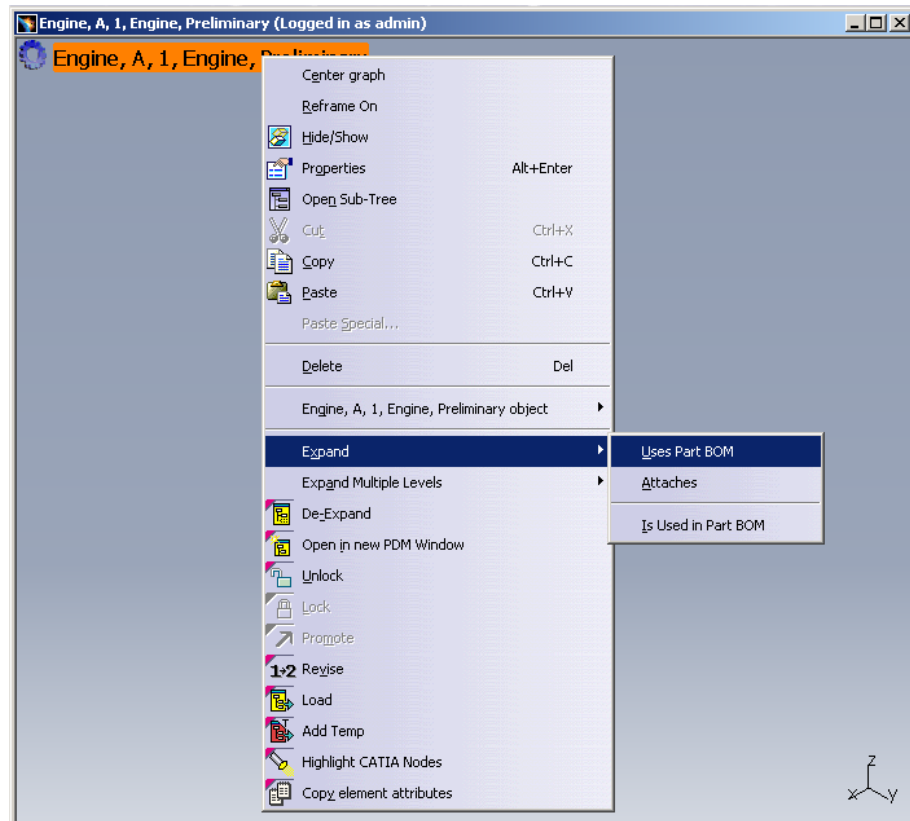 Engine, A, 1, Engine, Preliminary (Logged in as admin)
Engine, A, 1, Engine, Preliminary
Center graph
Reframe On
Hide/Show
Properties Alt+Enter
Open Sub-Tree
Cut Ctrl+X
Copy Ctrl+C
Paste Ctrl+V
Paste Special...
Delete Del
Engine, A, 1, Engine, Preliminary object
Expand Uses Part BOM
Expand Multiple Levels Attaches
De-Expand Is Used in Part BOM
Open in new PDM Window
Unlock
Lock
Promote
1→2 Revise
Load
Add Temp
Highlight CATIA Nodes
Copy element attributes
z
x y